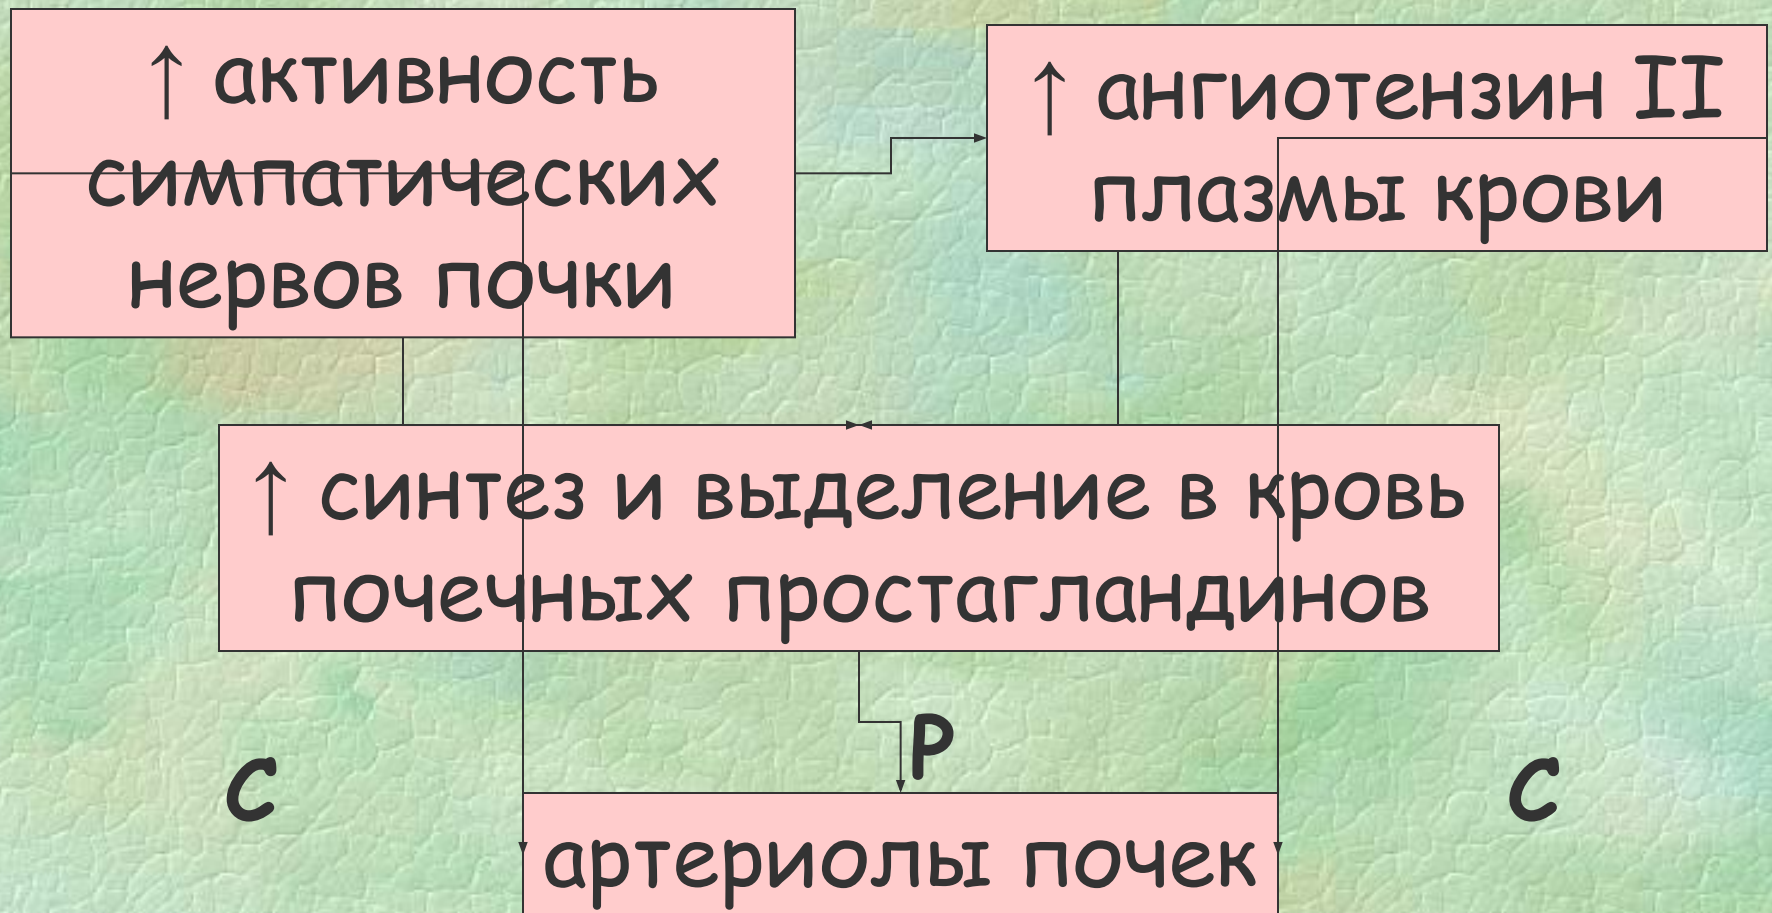 ↑ активность
симпатических
нервов почки
↑ ангиотензин II
плазмы крови
↑ синтез и выделение в кровь
почечных простагландинов
Р
С
С
артериолы почек